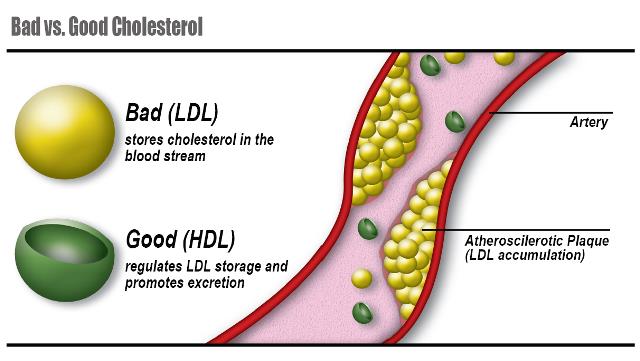 Bad vs. Good Cholesterol
Bad (LDL)
stores cholesterol in the
blood stream
Good (HDL)
regulates LDL storage and
promotes excretion
Artery
Atheroscilerotic Plaque
(LDL accumulation)